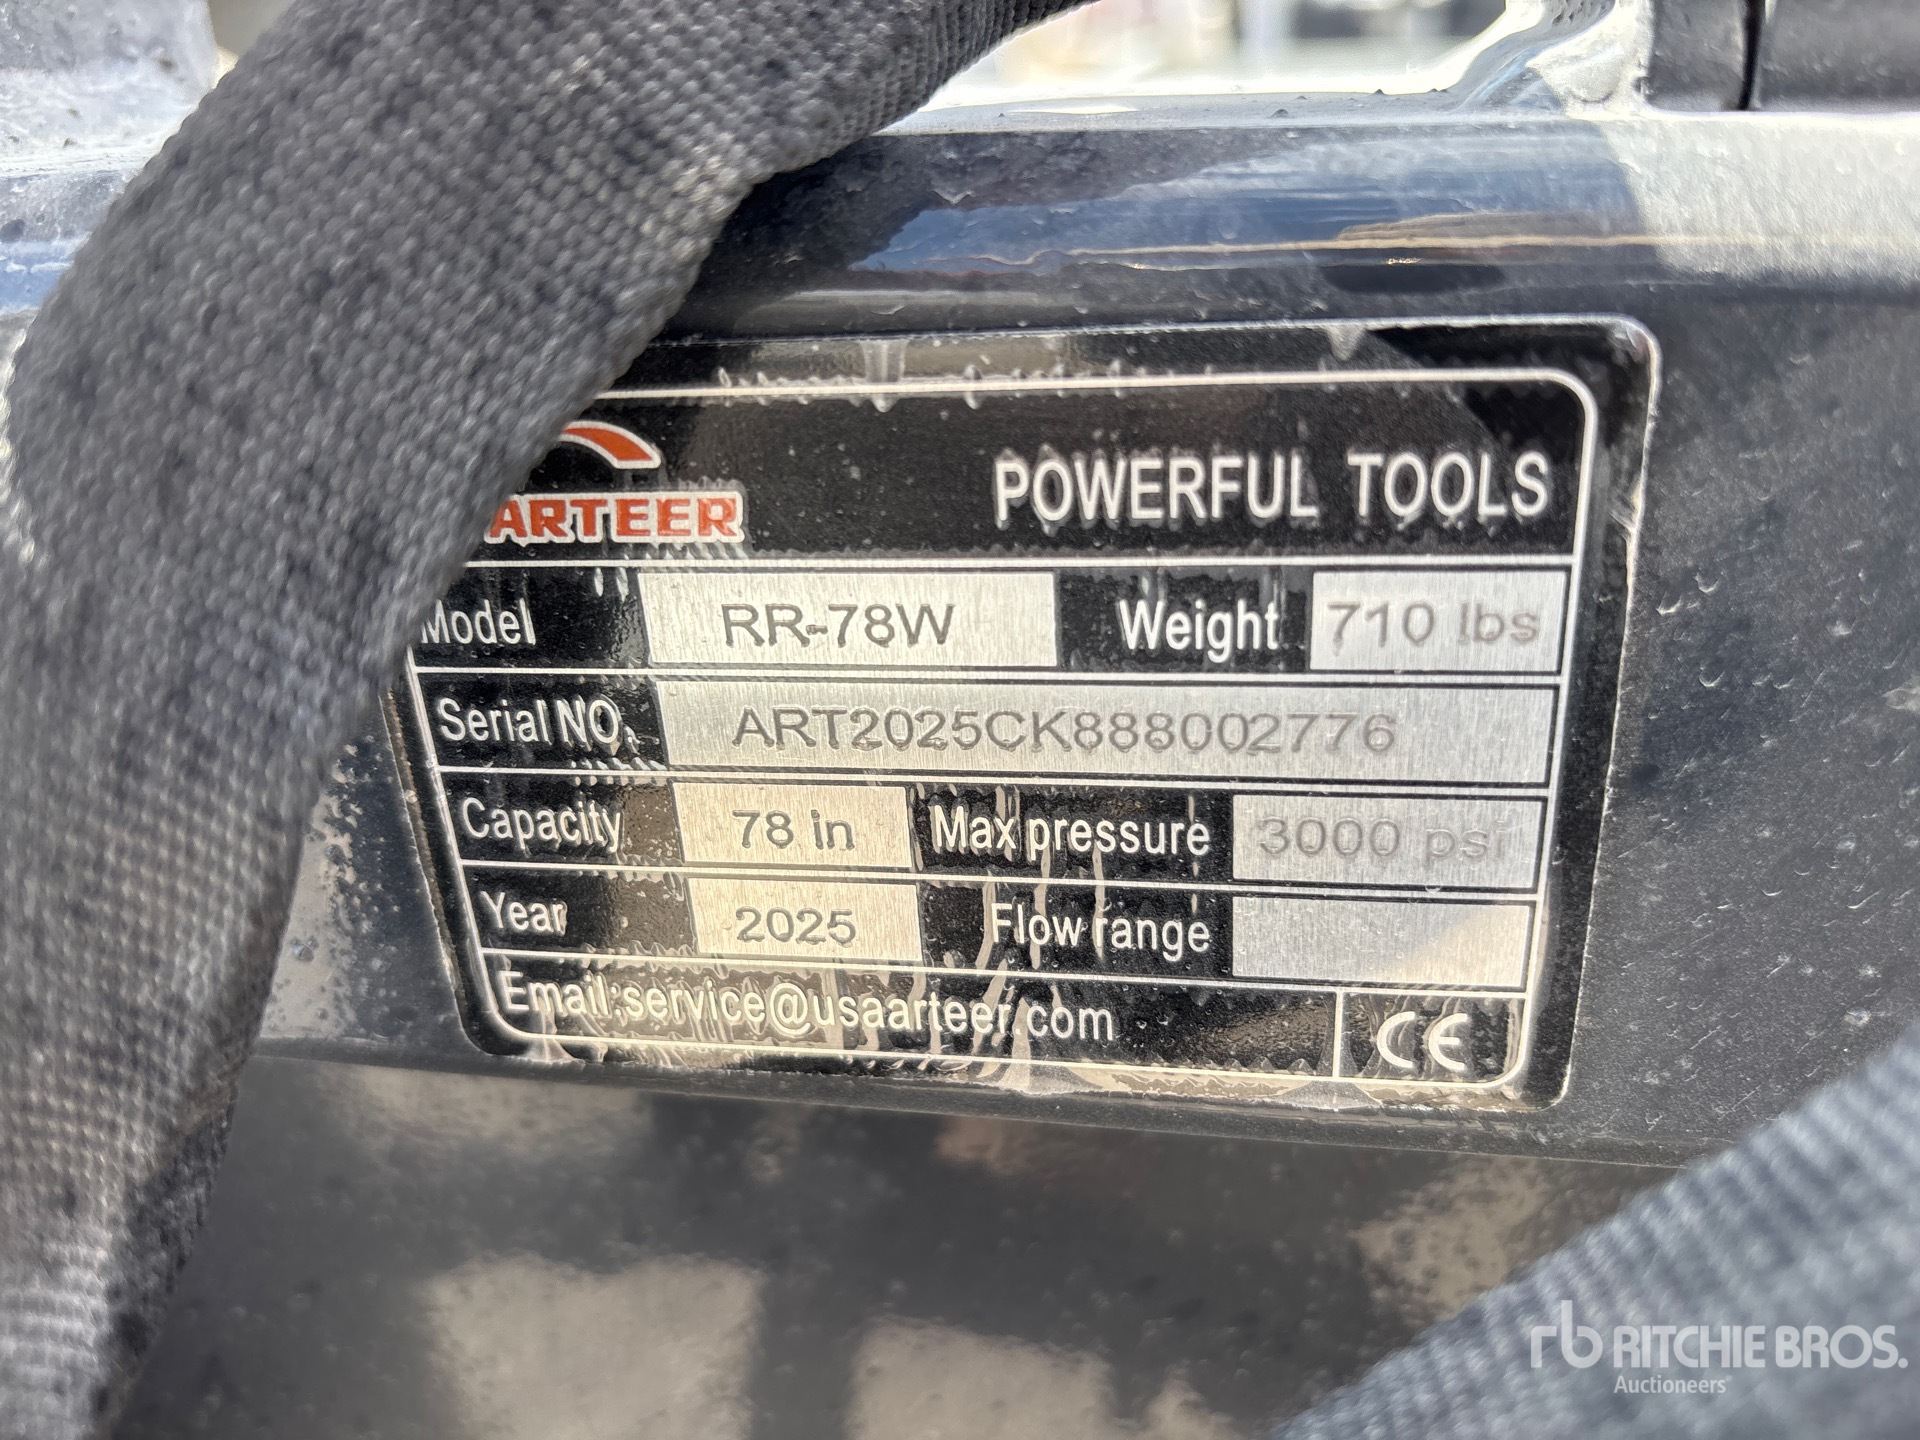 ARTEER
POWERFUL TOOLS
Model RR-78W Weight 710 lbs
Serial NO. ART2025CK888002776
Capacity 78 in Max pressure 3000 psi
Year 2025 Flow range
Email:service@usaarteer.com CE
rb RITCHIE BROS.
Auctioneers